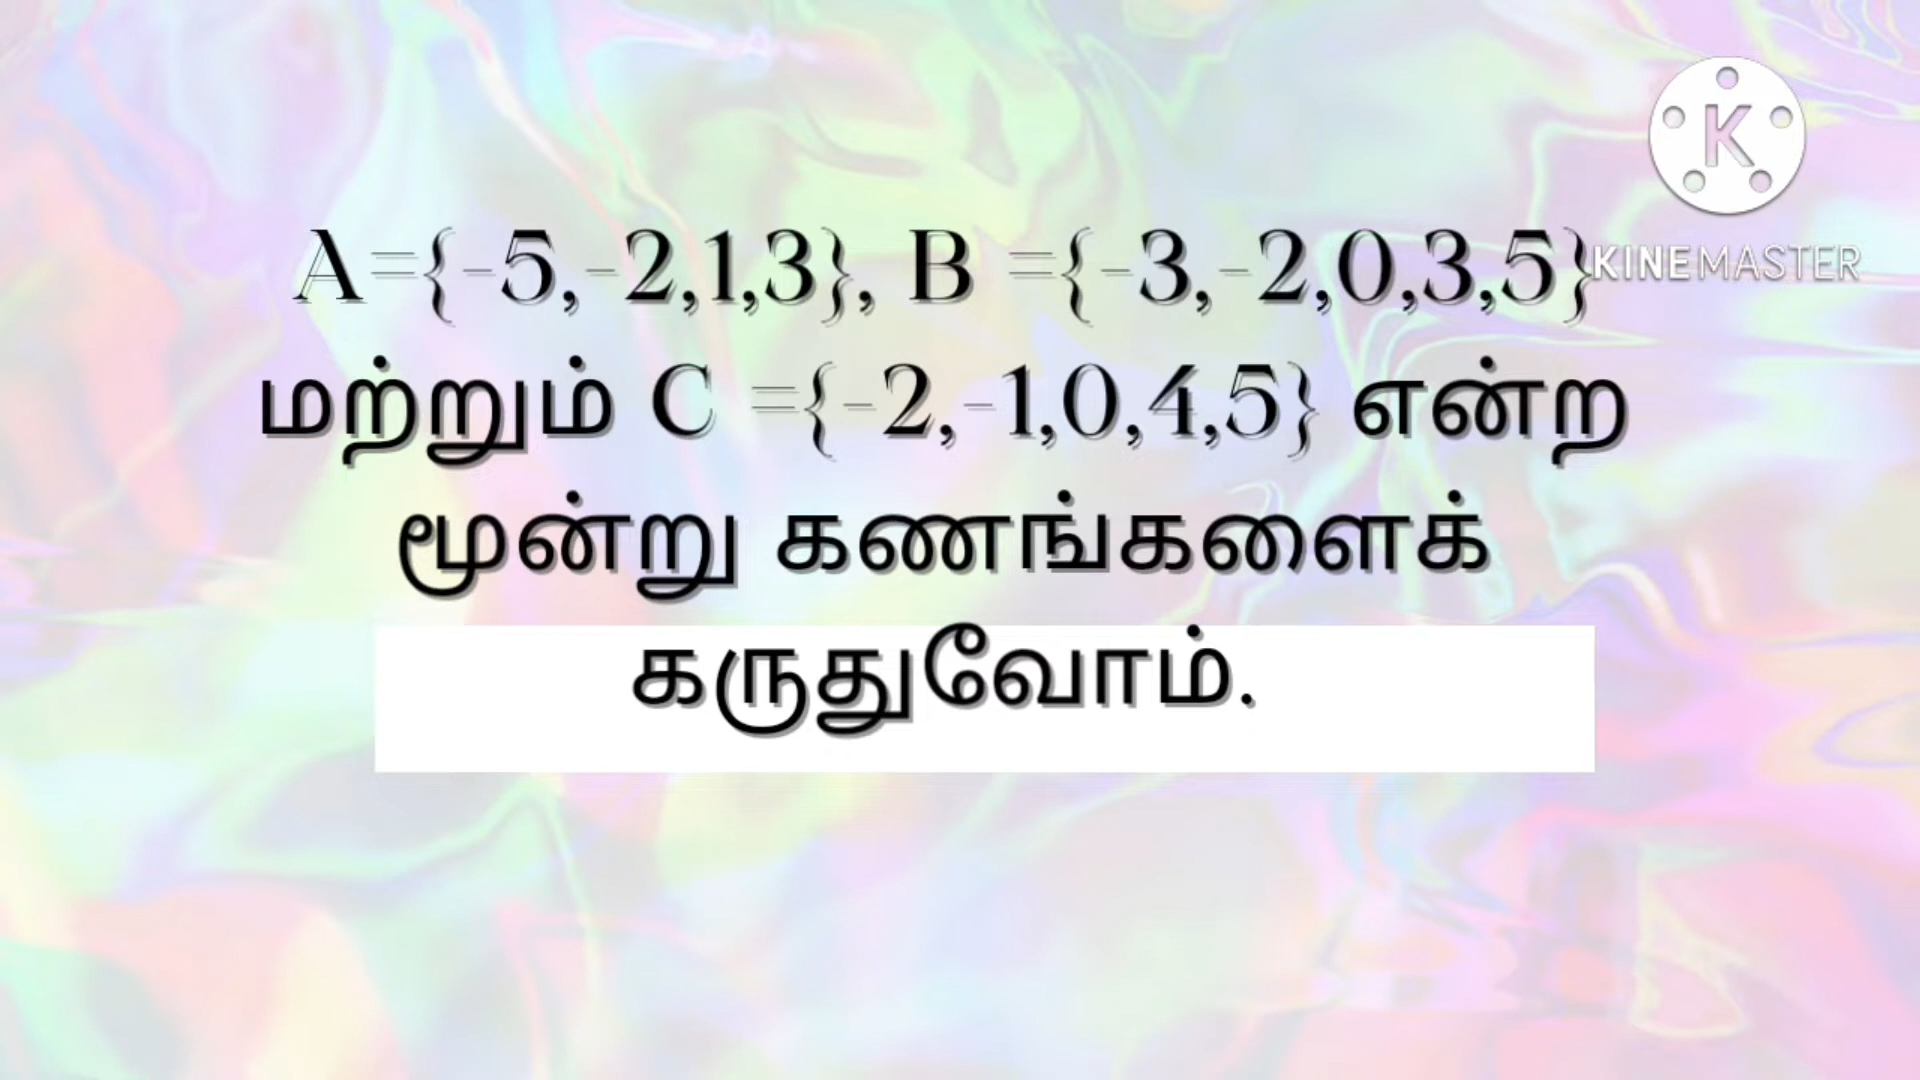 A={-5,-2,1,3}, B ={-3,-2,0,3,5}
மற்றும் C ={-2,-1,0,4,5} என்ற
மூன்று கணங்களைக்
கருதுவோம்.
K
KINEMASTER